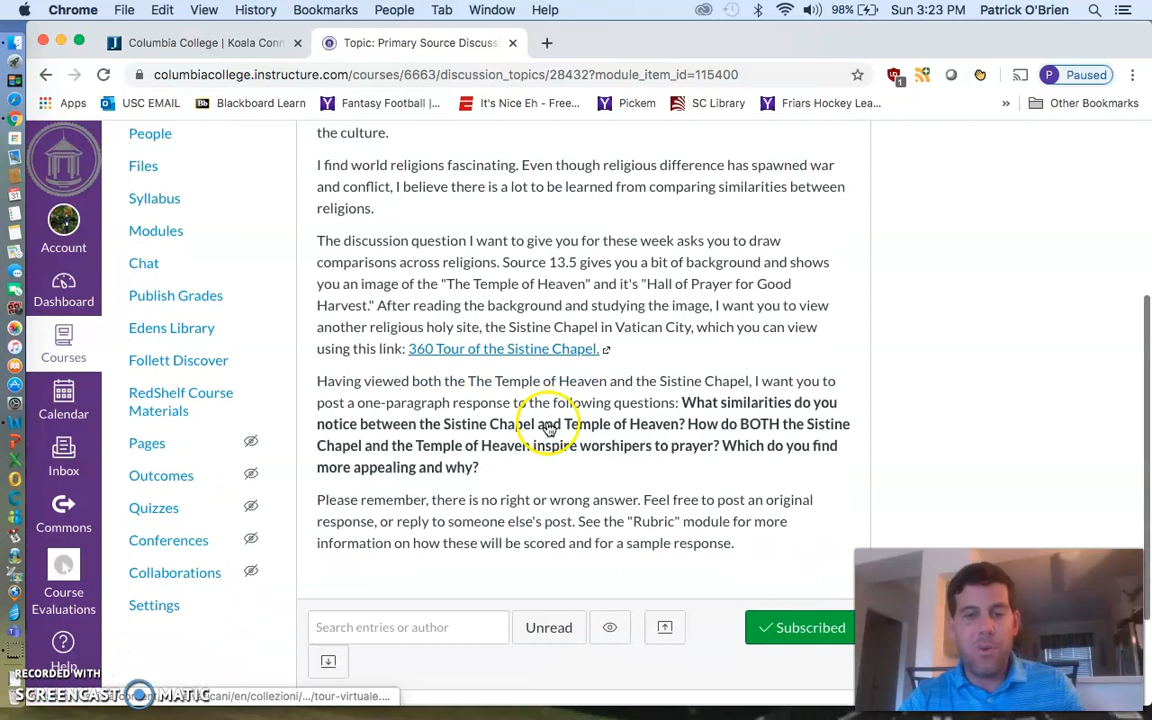 Chrome File Edit View History Bookmarks People Tab Window Help 98% Sun 3:23 PM Patrick O'Brien
Columbia College | Koala Conn Topic: Primary Source Discuss
columbiacollege.instructure.com/courses/6663/discussion_topics/28432?module_item_id=115400 1 P Paused
Apps USC EMAIL Bb Blackboard Learn Fantasy Football |... It's Nice Eh - Free... Pickem SC Library Friars Hockey Lea... » Other Bookmarks
Account
Dashboard
Courses
Calendar
Inbox
Commons
Course
Evaluations
Help
People
Files
Syllabus
Modules
Chat
Publish Grades
Edens Library
Follett Discover
RedShelf Course
Materials
Pages
Outcomes
Quizzes
Conferences
Collaborations
Settings
the culture.
I find world religions fascinating. Even though religious difference has spawned war
and conflict, I believe there is a lot to be learned from comparing similarities between
religions.
The discussion question I want to give you for these week asks you to draw
comparisons across religions. Source 13.5 gives you a bit of background and shows
you an image of the "The Temple of Heaven" and it's "Hall of Prayer for Good
Harvest." After reading the background and studying the image, I want you to view
another religious holy site, the Sistine Chapel in Vatican City, which you can view
using this link: 360 Tour of the Sistine Chapel.
Having viewed both the The Temple of Heaven and the Sistine Chapel, I want you to
post a one-paragraph response to the following questions: What similarities do you
notice between the Sistine Chapel and Temple of Heaven? How do BOTH the Sistine
Chapel and the Temple of Heaven inspire worshipers to prayer? Which do you find
more appealing and why?
Please remember, there is no right or wrong answer. Feel free to post an original
response, or reply to someone else's post. See the "Rubric" module for more
information on how these will be scored and for a sample response.
Search entries or author Unread Subscribed
RECORDED WITH
SCREENCAST MATIC
ani/en/collezioni/.../tour-virtuale....